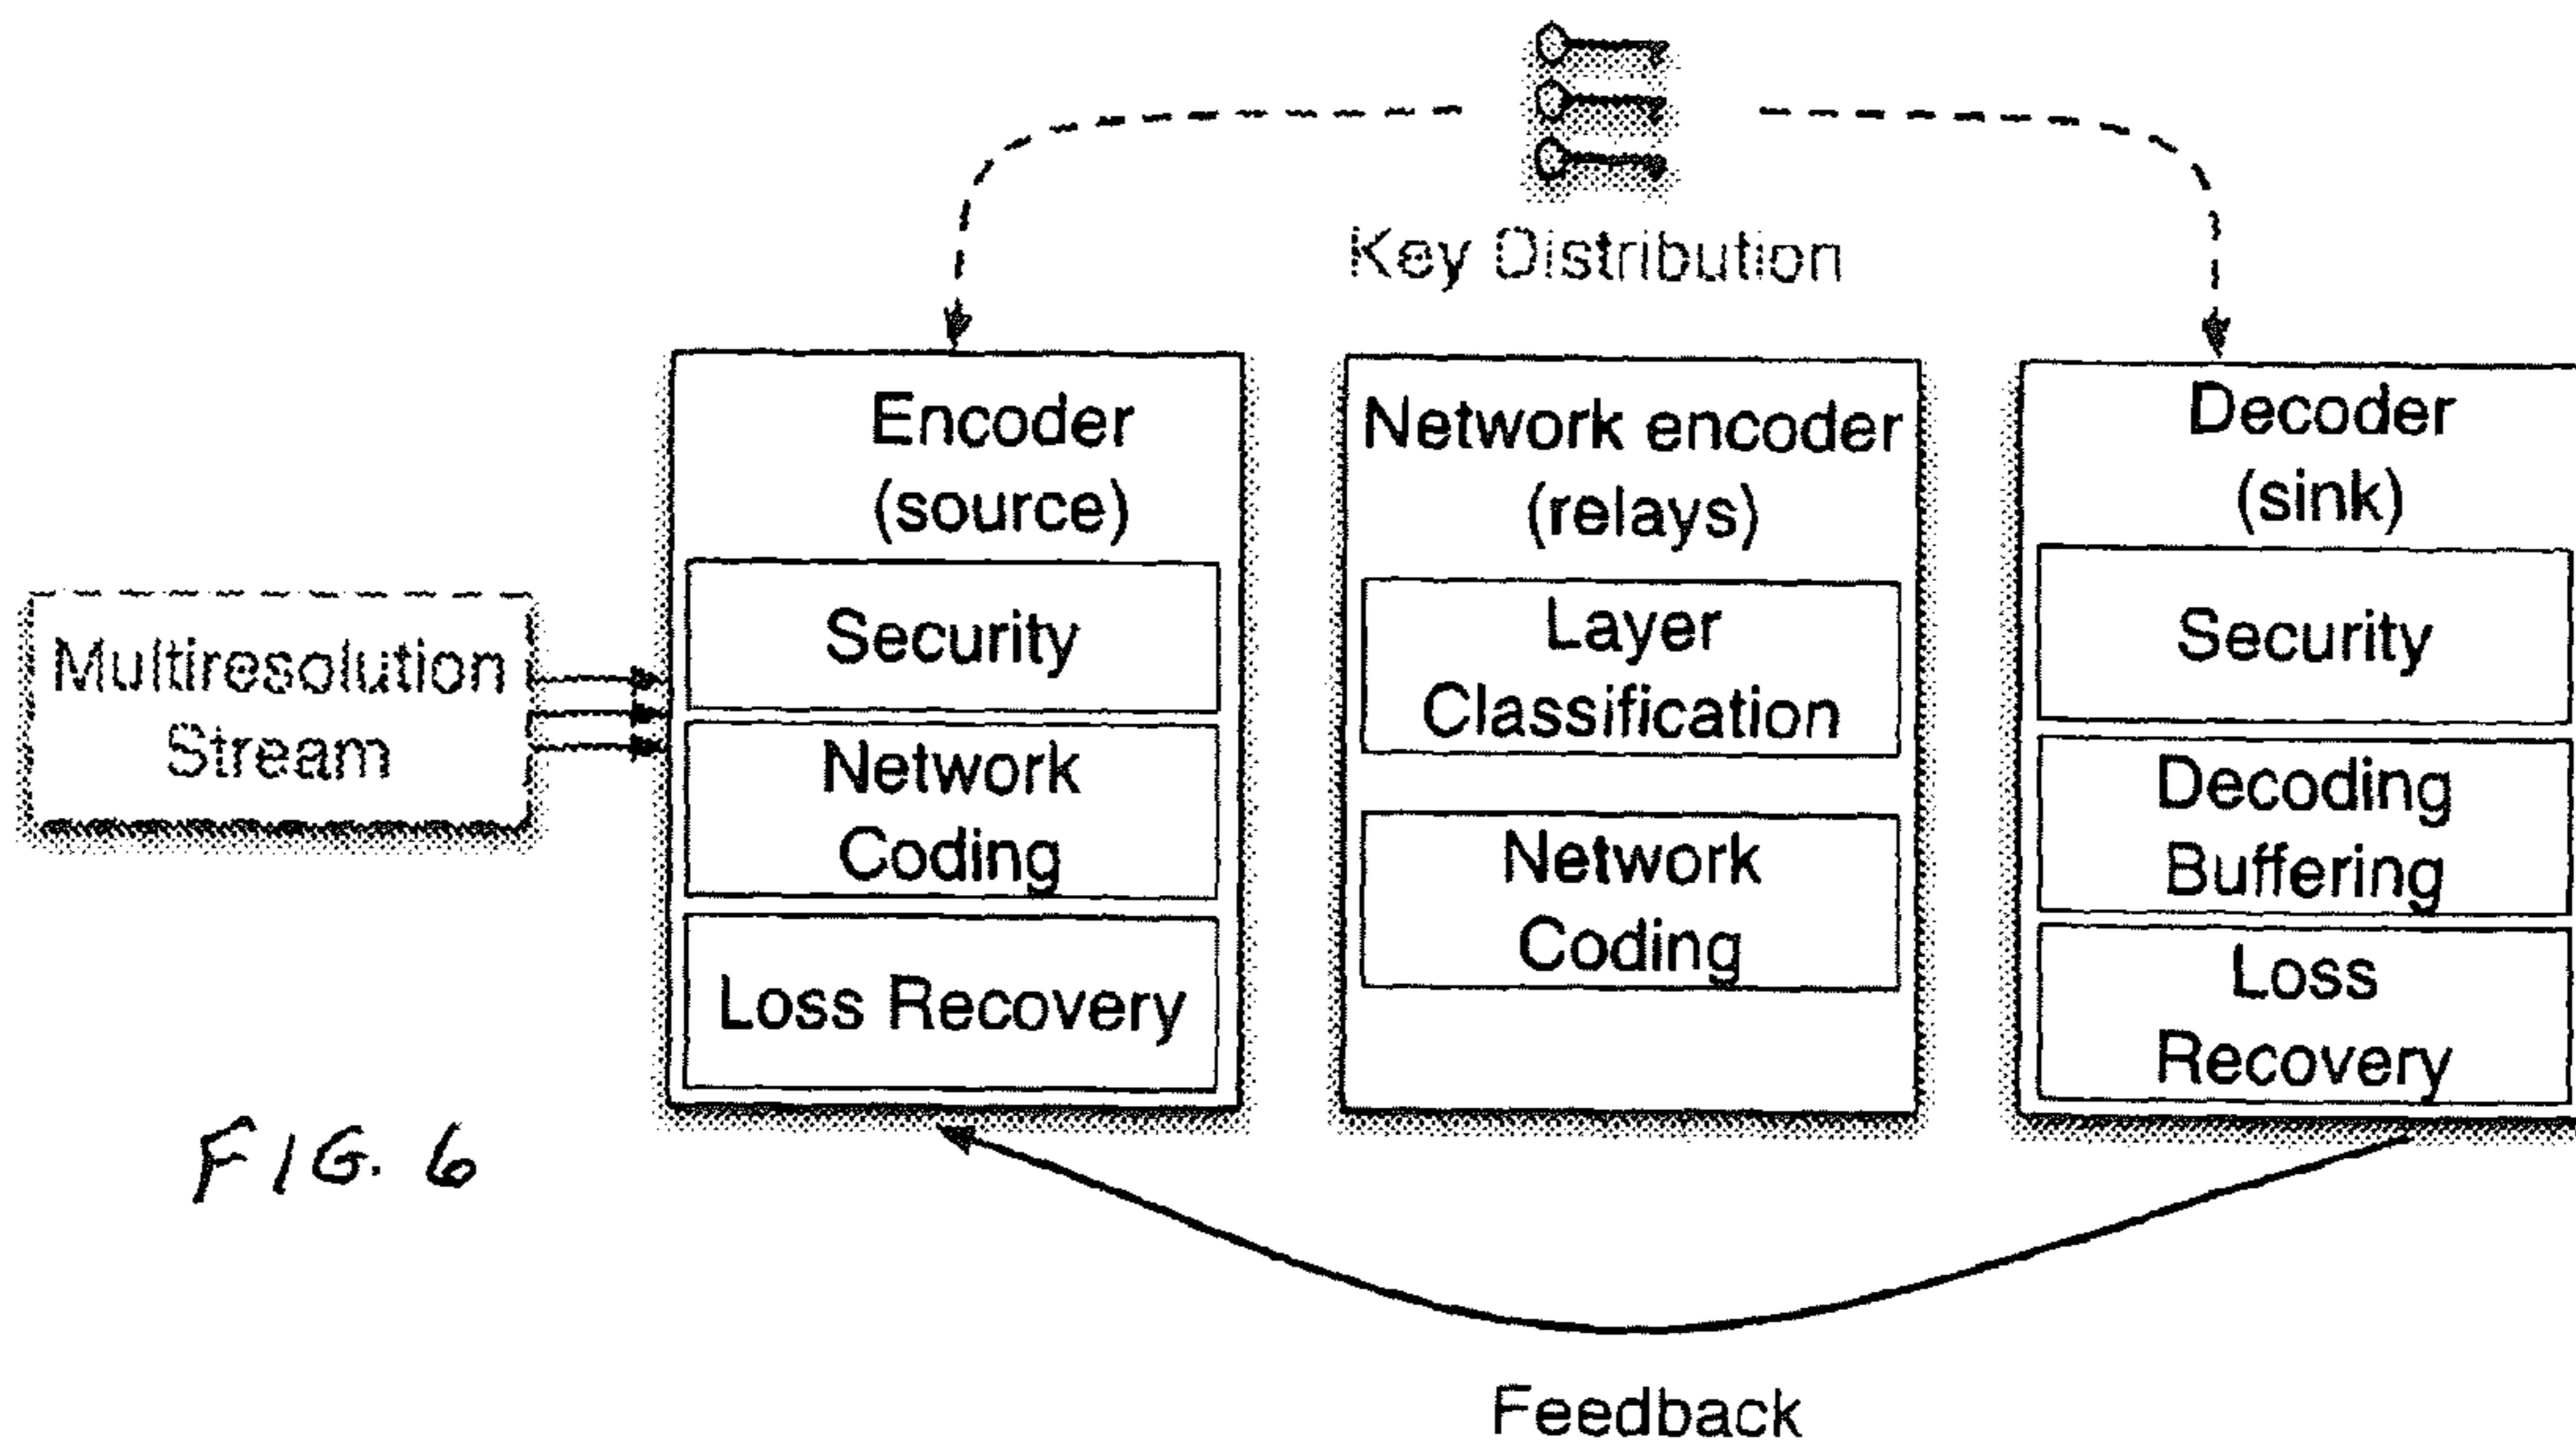 Key Distribution
Multiresolution
Stream
Encoder
(source)
Security
Network
Coding
Loss Recovery
Network encoder
(relays)
Layer
Classification
Network
Coding
Decoder
(sink)
Security
Decoding
Buffering
Loss
Recovery
FIG. 6
Feedback